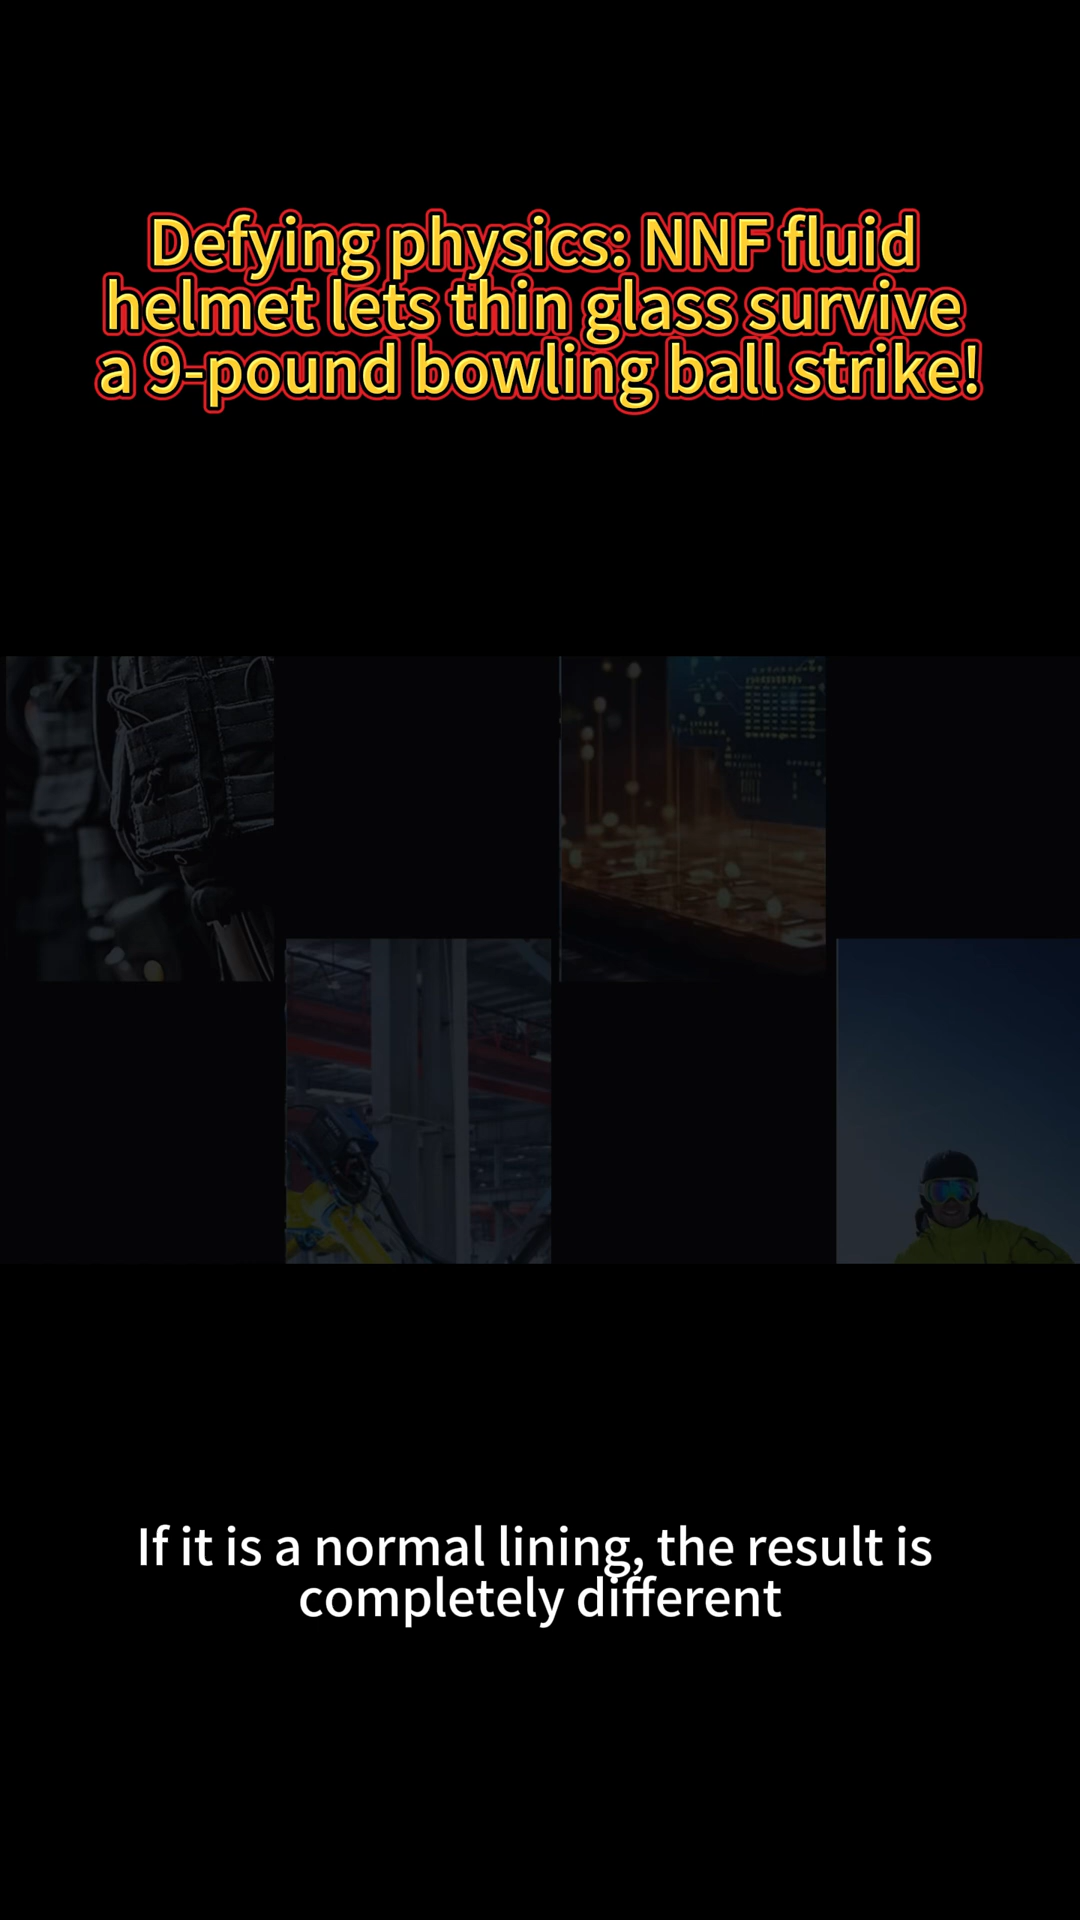 Defying physics: NNF fluid
helmet lets thin glass survive
a 9-pound bowling ball strike!
If it is a normal lining, the result is
completely different